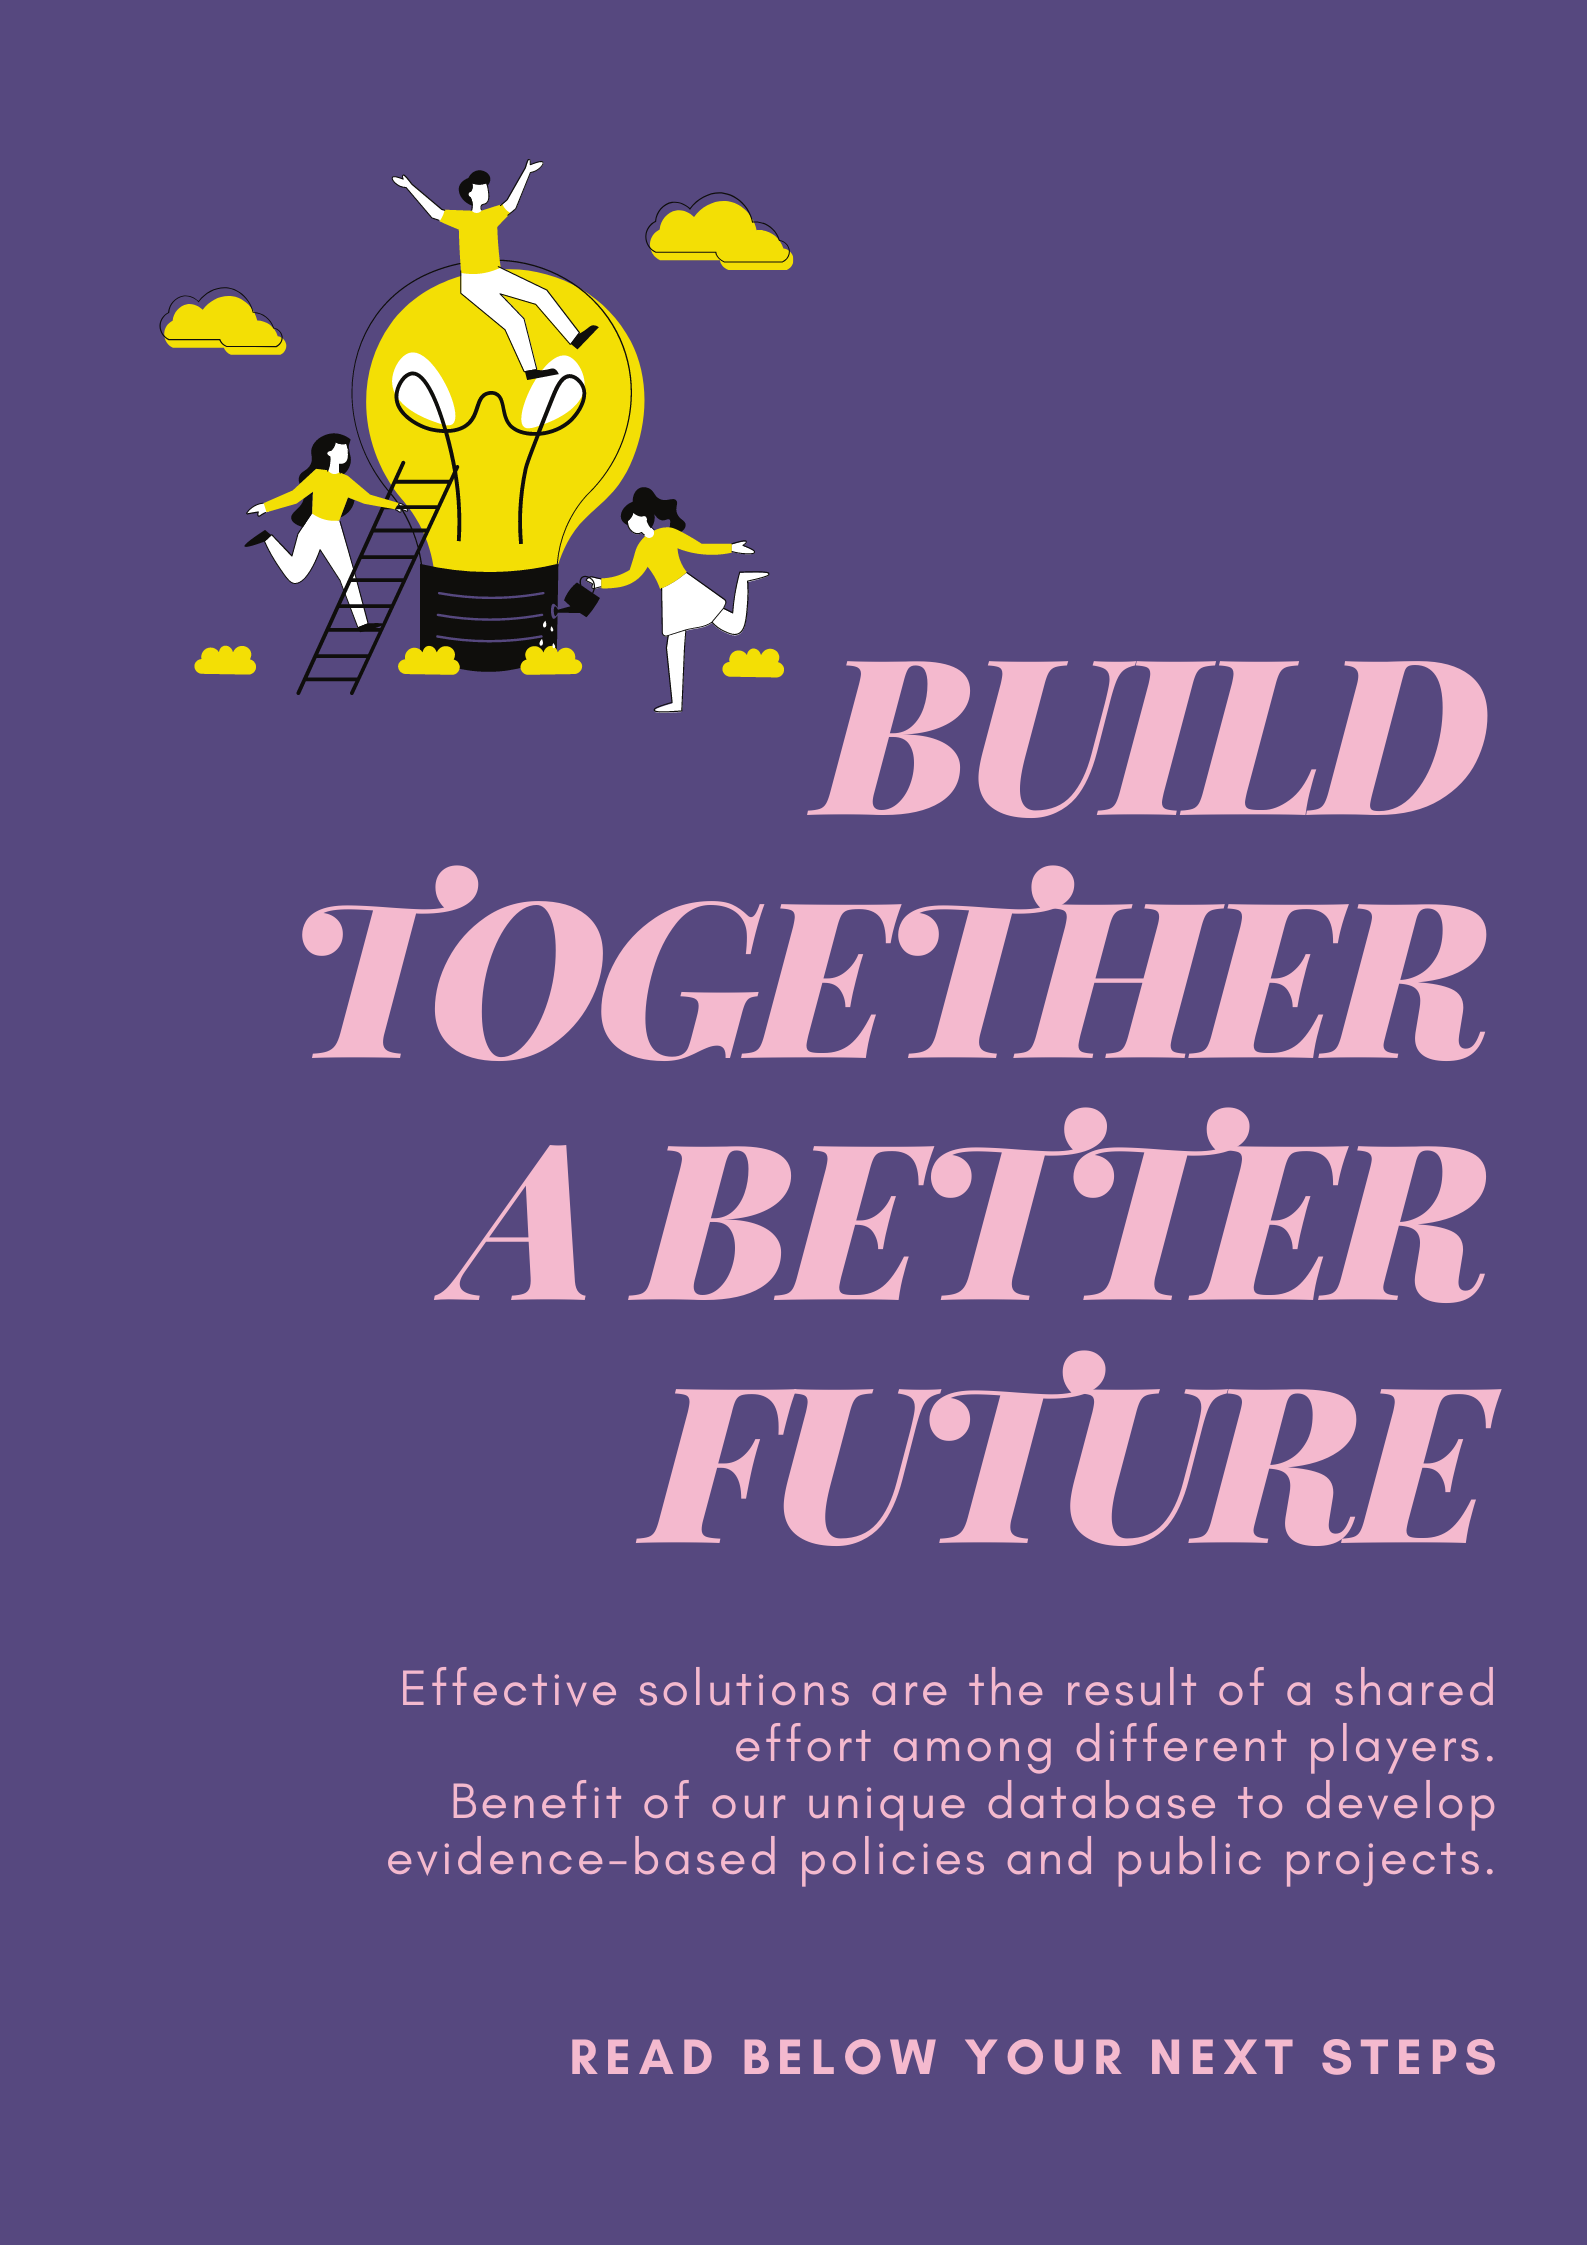 BUILD
TOGETHER
A BETTER
FUTURE
Effective solutions are the result of a shared
effort among different players.
Benefit of our unique database to develop
evidence-based policies and public projects.
READ BELOW YOUR NEXT STEPS